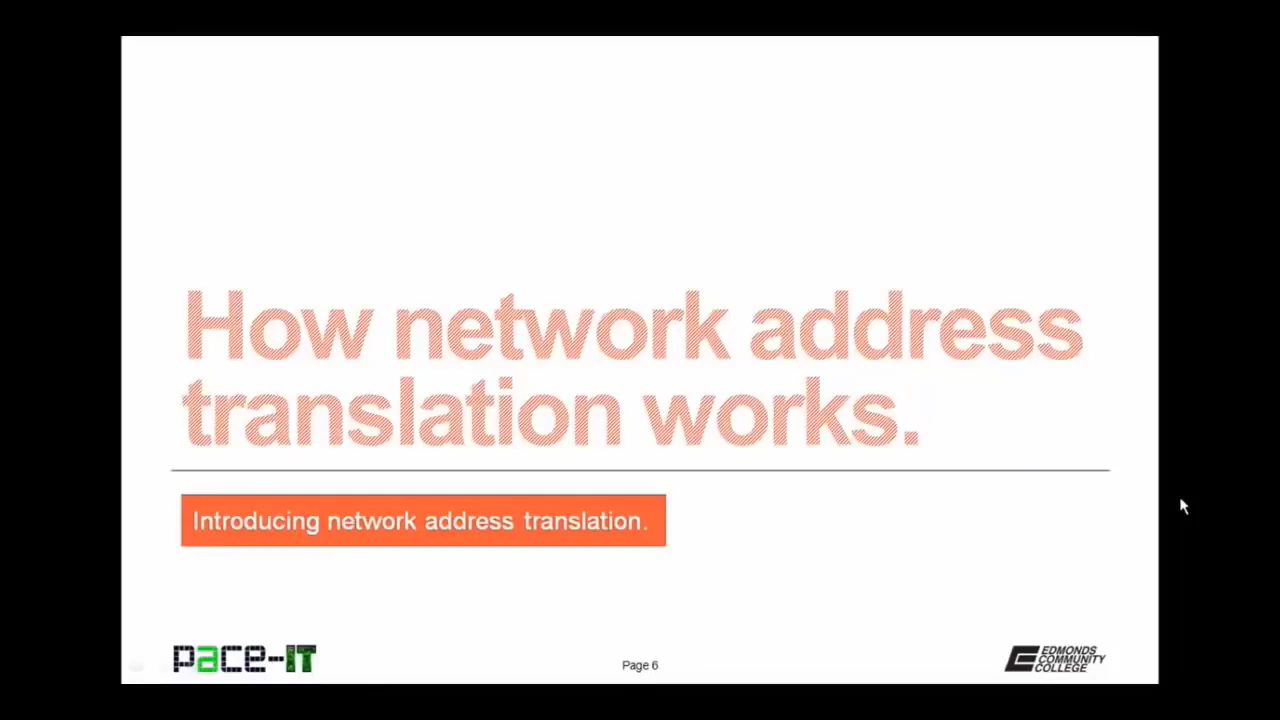 How network address
translation works.
Introducing network address translation.
pace-IT
Page 6
EDMONDS
COMMUNITY
COLLEGE